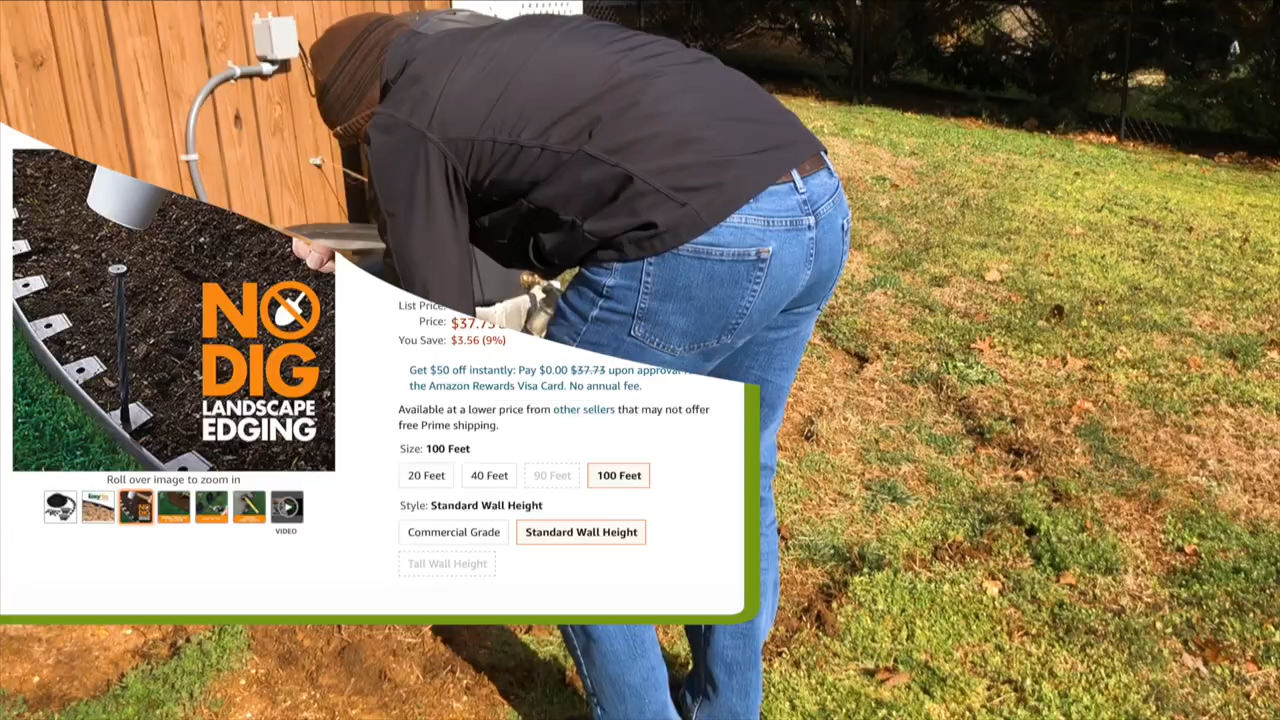 NO
DIG
LANDSCAPE
EDGING
Roll over image to zoom in
VIDEO
List Price:
Price: $37.73
You Save: $3.56 (9%)
Get $50 off instantly: Pay $0.00 $37.73 upon approval
the Amazon Rewards Visa Card. No annual fee.
Available at a lower price from other sellers that may not offer
free Prime shipping.
Size: 100 Feet
20 Feet 40 Feet 90 Feet 100 Feet
Style: Standard Wall Height
Commercial Grade Standard Wall Height
Tall Wall Height